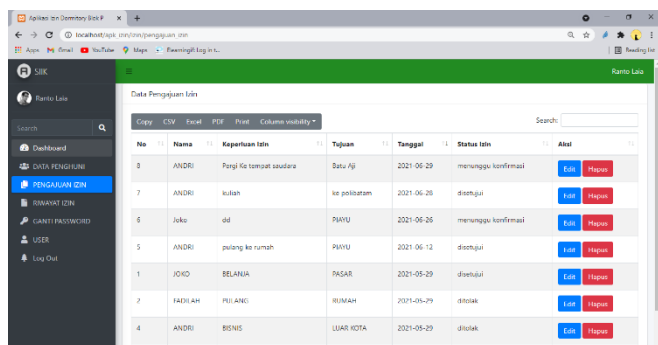 Aplikasi Izin Dormitory Blok P
localhost/apk_izin/izin/pengajuan_izin
Apps Gmail YouTube Maps Reading list
SIIK Ranto Laia
Ranto Laia
Data Pengajuan Izin
Search
Copy CSV Excel PDF Print Column visibility
Search:
Dashboard
DATA PENGHUNI
PENGAJUAN IZIN
RIWAYAT IZIN
GANTI PASSWORD
USER
Log Out
No Nama Keperluan Izin Tujuan Tanggal Status Izin Aksi
8 ANDRI Pergi Ke tempat saudara Batu Aji 2021-06-29 menunggu konfirmasi Edit Hapus
7 ANDRI kuliah ke polibatam 2021-06-28 disetujui Edit Hapus
6 Joko dd PIAYU 2021-06-26 menunggu konfirmasi Edit Hapus
5 ANDRI pulang ke rumah PIAYU 2021-06-12 disetujui Edit Hapus
1 JOKO BELANJA PASAR 2021-05-29 disetujui Edit Hapus
2 FADILAH PULANG RUMAH 2021-05-29 ditolak Edit Hapus
4 ANDRI BISNIS LUAR KOTA 2021-05-29 ditolak Edit Hapus